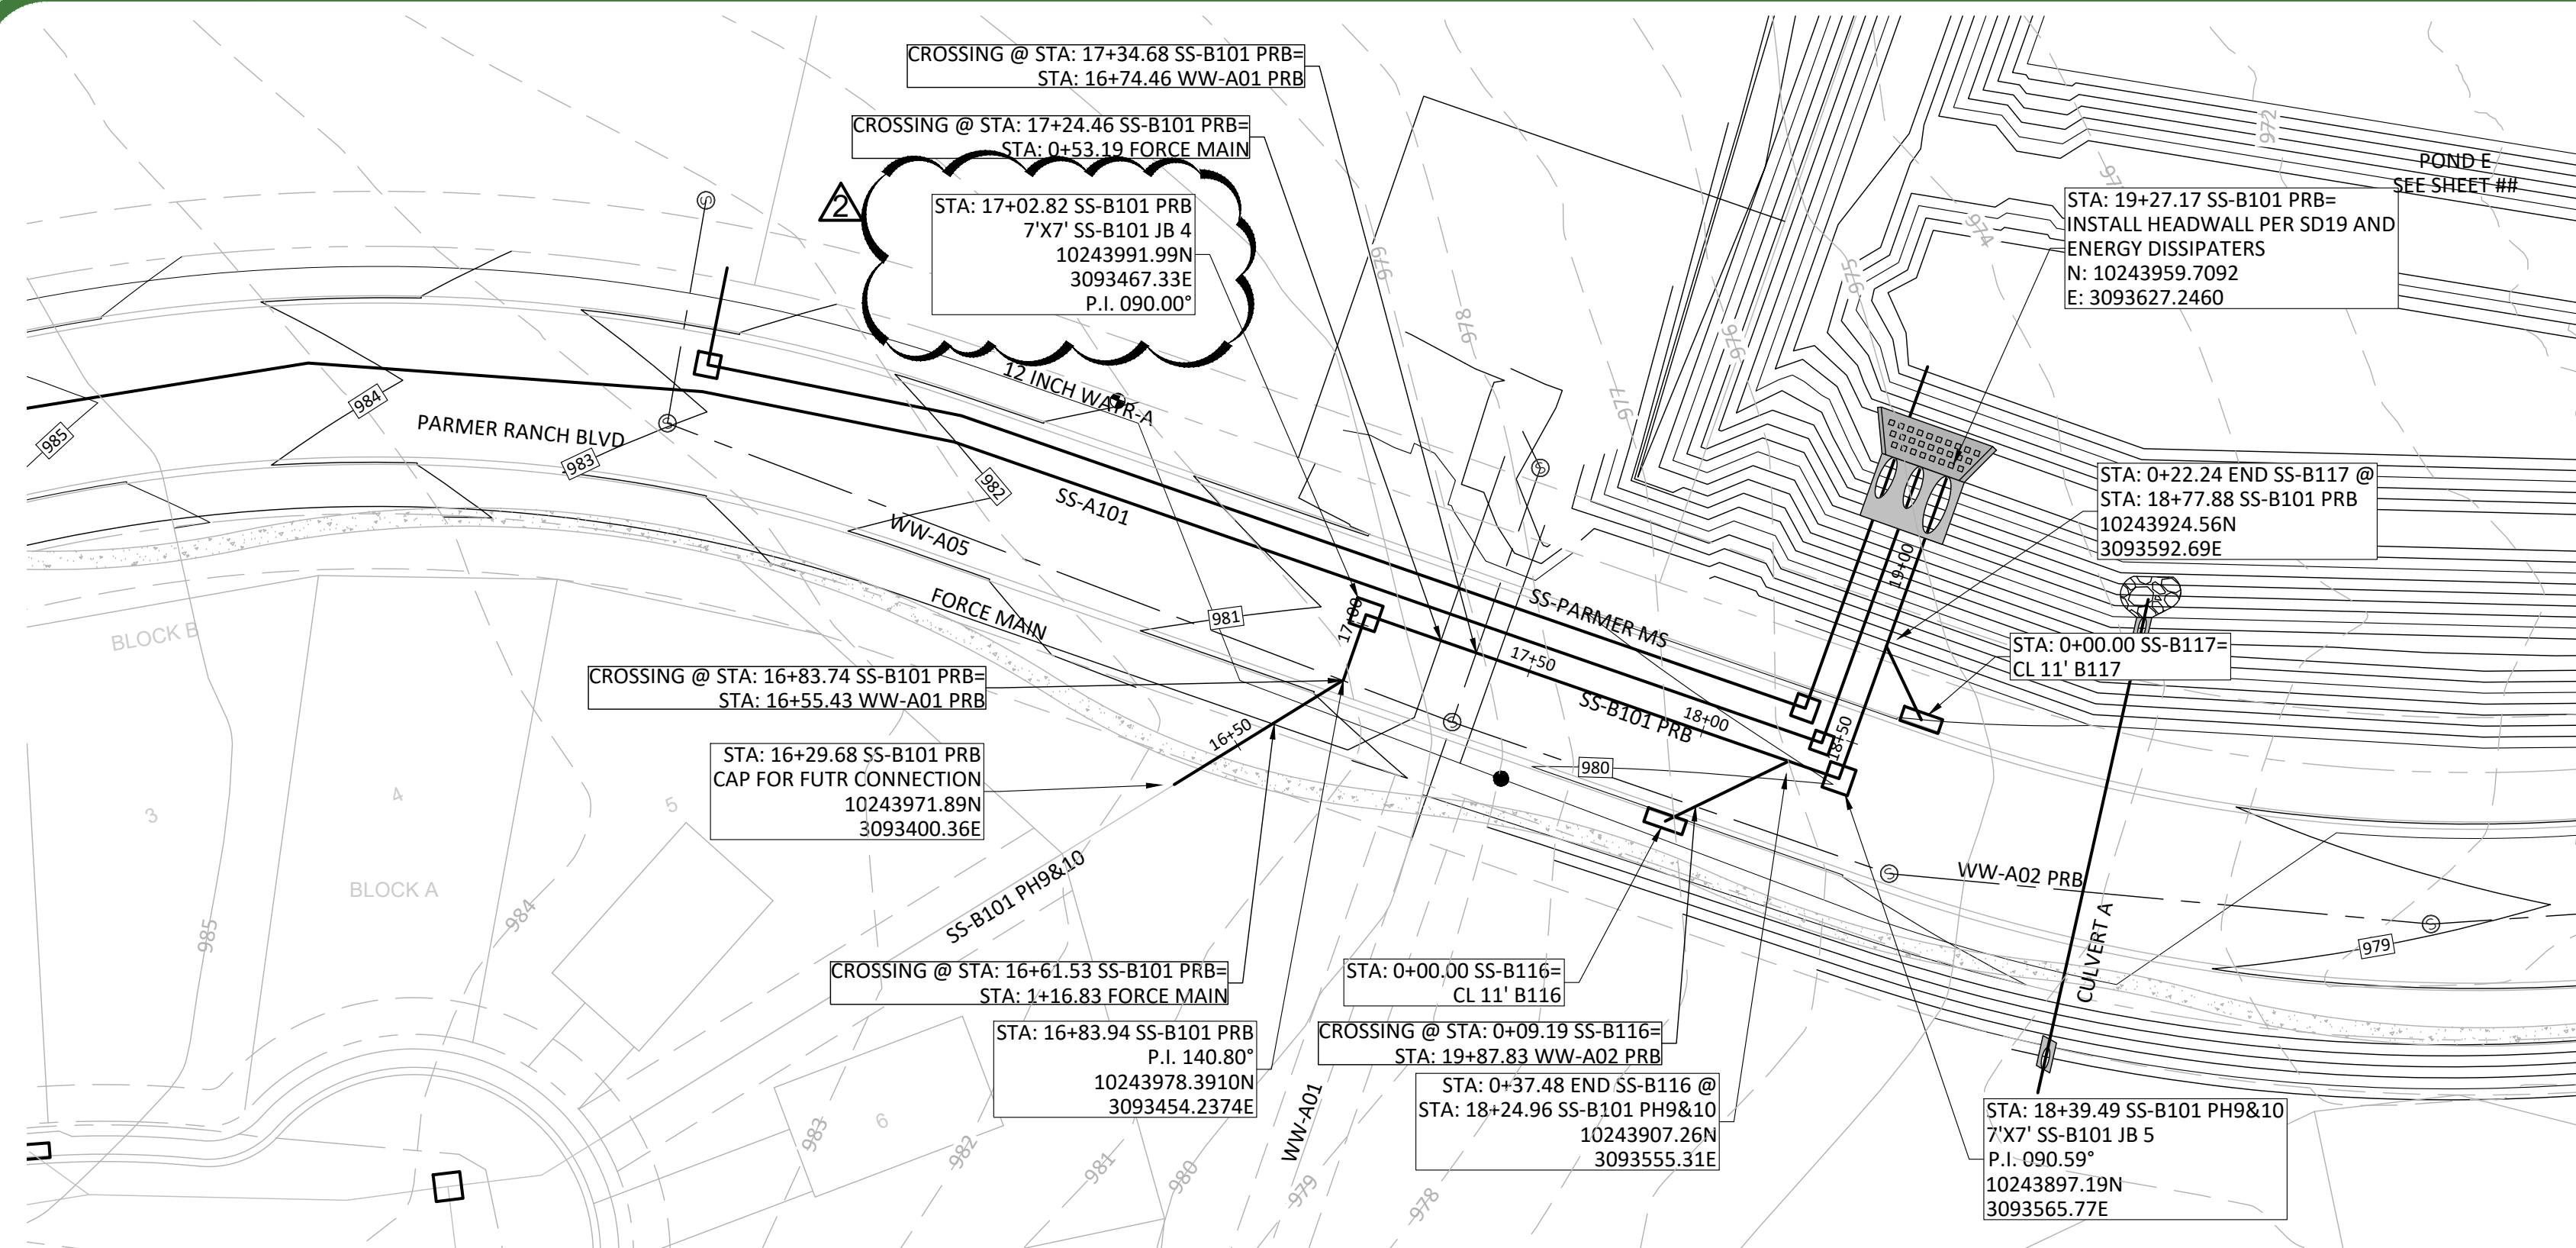 CROSSING @ STA: 17+34.68 SS-B101 PRB=
STA: 16+74.46 WW-A01 PRB
CROSSING @ STA: 17+24.46 SS-B101 PRB=
STA: 0+53.19 FORCE MAIN
2
STA: 17+02.82 SS-B101 PRB
7'X7' SS-B101 JB 4
10243991.99N
3093467.33E
P.I. 090.00°
972
POND E
SEE SHEET ##
STA: 19+27.17 SS-B101 PRB=
INSTALL HEADWALL PER SD19 AND
ENERGY DISSIPATERS
N: 10243959.7092
E: 3093627.2460
974
975
976
977
978
979
12 INCH WATR-A
985
984
PARMER RANCH BLVD
983
982
SS-A101
WW-A05
FORCE MAIN
981
STA: 0+22.24 END SS-B117 @
STA: 18+77.88 SS-B101 PRB
10243924.56N
3093592.69E
19+00
17+00
SS-PARMER MS
17+50
STA: 0+00.00 SS-B117=
CL 11' B117
BLOCK B
CROSSING @ STA: 16+83.74 SS-B101 PRB=
STA: 16+55.43 WW-A01 PRB
SS-B101 PRB
18+00
18+50
16+50
980
STA: 16+29.68 SS-B101 PRB
CAP FOR FUTR CONNECTION
10243971.89N
3093400.36E
3
4
5
BLOCK A
985
984
SS-B101 PH9&10
WW-A02 PRB
CULVERT A
979
CROSSING @ STA: 16+61.53 SS-B101 PRB=
STA: 1+16.83 FORCE MAIN
STA: 0+00.00 SS-B116=
CL 11' B116
STA: 16+83.94 SS-B101 PRB
P.I. 140.80°
10243978.3910N
3093454.2374E
CROSSING @ STA: 0+09.19 SS-B116=
STA: 19+87.83 WW-A02 PRB
STA: 0+37.48 END SS-B116 @
STA: 18+24.96 SS-B101 PH9&10
10243907.26N
3093555.31E
STA: 18+39.49 SS-B101 PH9&10
7'X7' SS-B101 JB 5
P.I. 090.59°
10243897.19N
3093565.77E
WW-A01
6
983
982
981
980
979
978